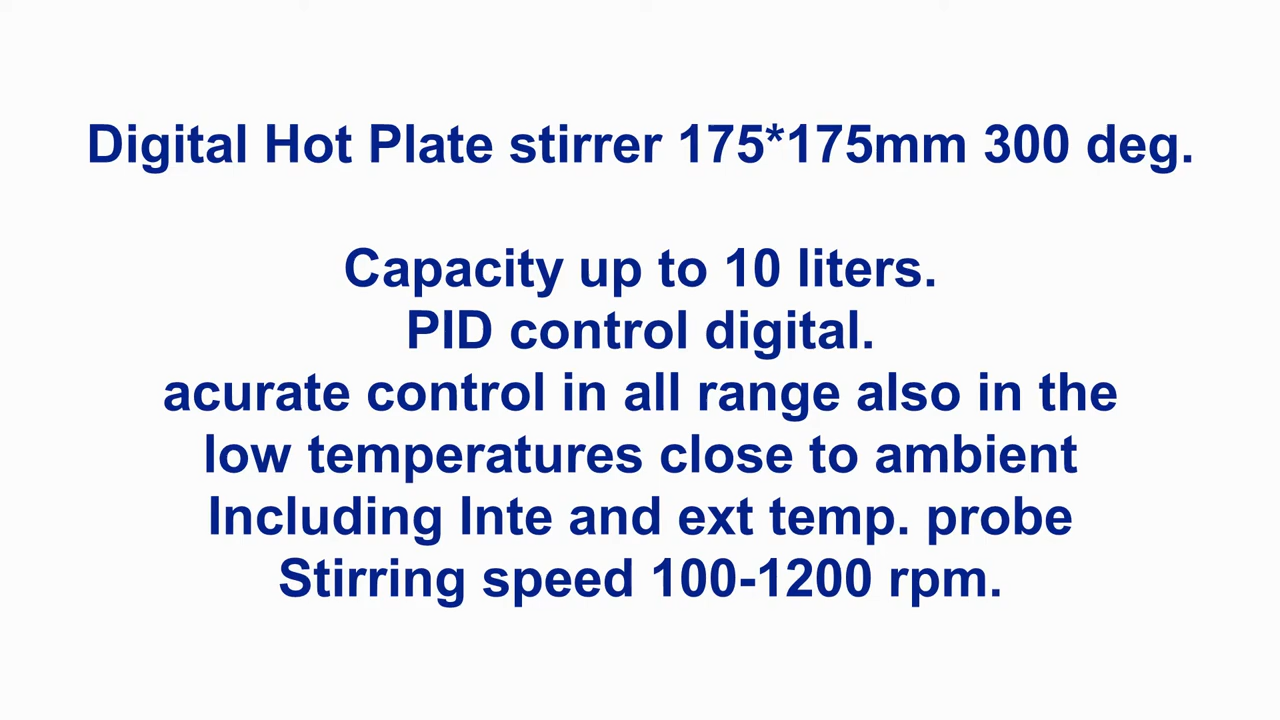 Digital Hot Plate stirrer 175*175mm 300 deg.
Capacity up to 10 liters.
PID control digital.
acurate control in all range also in the
low temperatures close to ambient
Including Inte and ext temp. probe
Stirring speed 100-1200 rpm.